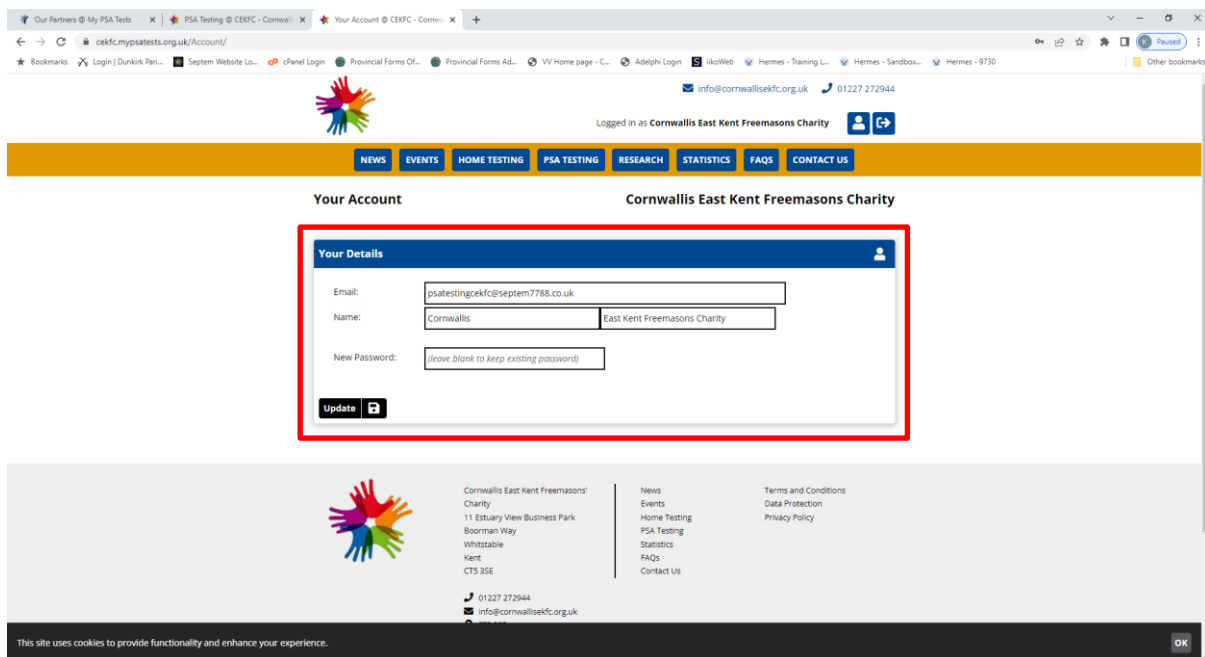 Our Partners @ My PSA Tests
PSA Testing @ CEKFC - Cornwall
Your Account @ CEKFC - Cornwa
cekfc.mypsatests.org.uk/Account/
Paused
Bookmarks
Login | Dunkirk Pari...
Septem Website Lo...
cPanel Login
Provincial Forms Of...
Provincial Forms Ad...
VV Home page - C...
Adelphi Login
iikoWeb
Hermes - Training L...
Hermes - Sandbox...
Hermes - 9730
Other bookmarks
info@cornwallisekfc.org.uk 01227 272944
Logged in as Cornwallis East Kent Freemasons Charity
NEWS EVENTS HOME TESTING PSA TESTING RESEARCH STATISTICS FAQS CONTACT US
Your Account Cornwallis East Kent Freemasons Charity
Your Details
Email: psatestingcekfc@septem7788.co.uk
Name: Cornwallis East Kent Freemasons Charity
New Password: (leave blank to keep existing password)
Update
Cornwallis East Kent Freemasons'
Charity
11 Estuary View Business Park
Boorman Way
Whitstable
Kent
CT5 3SE
01227 272944
info@cornwallisekfc.org.uk
News
Events
Home Testing
PSA Testing
Statistics
FAQs
Contact Us
Terms and Conditions
Data Protection
Privacy Policy
This site uses cookies to provide functionality and enhance your experience.
OK